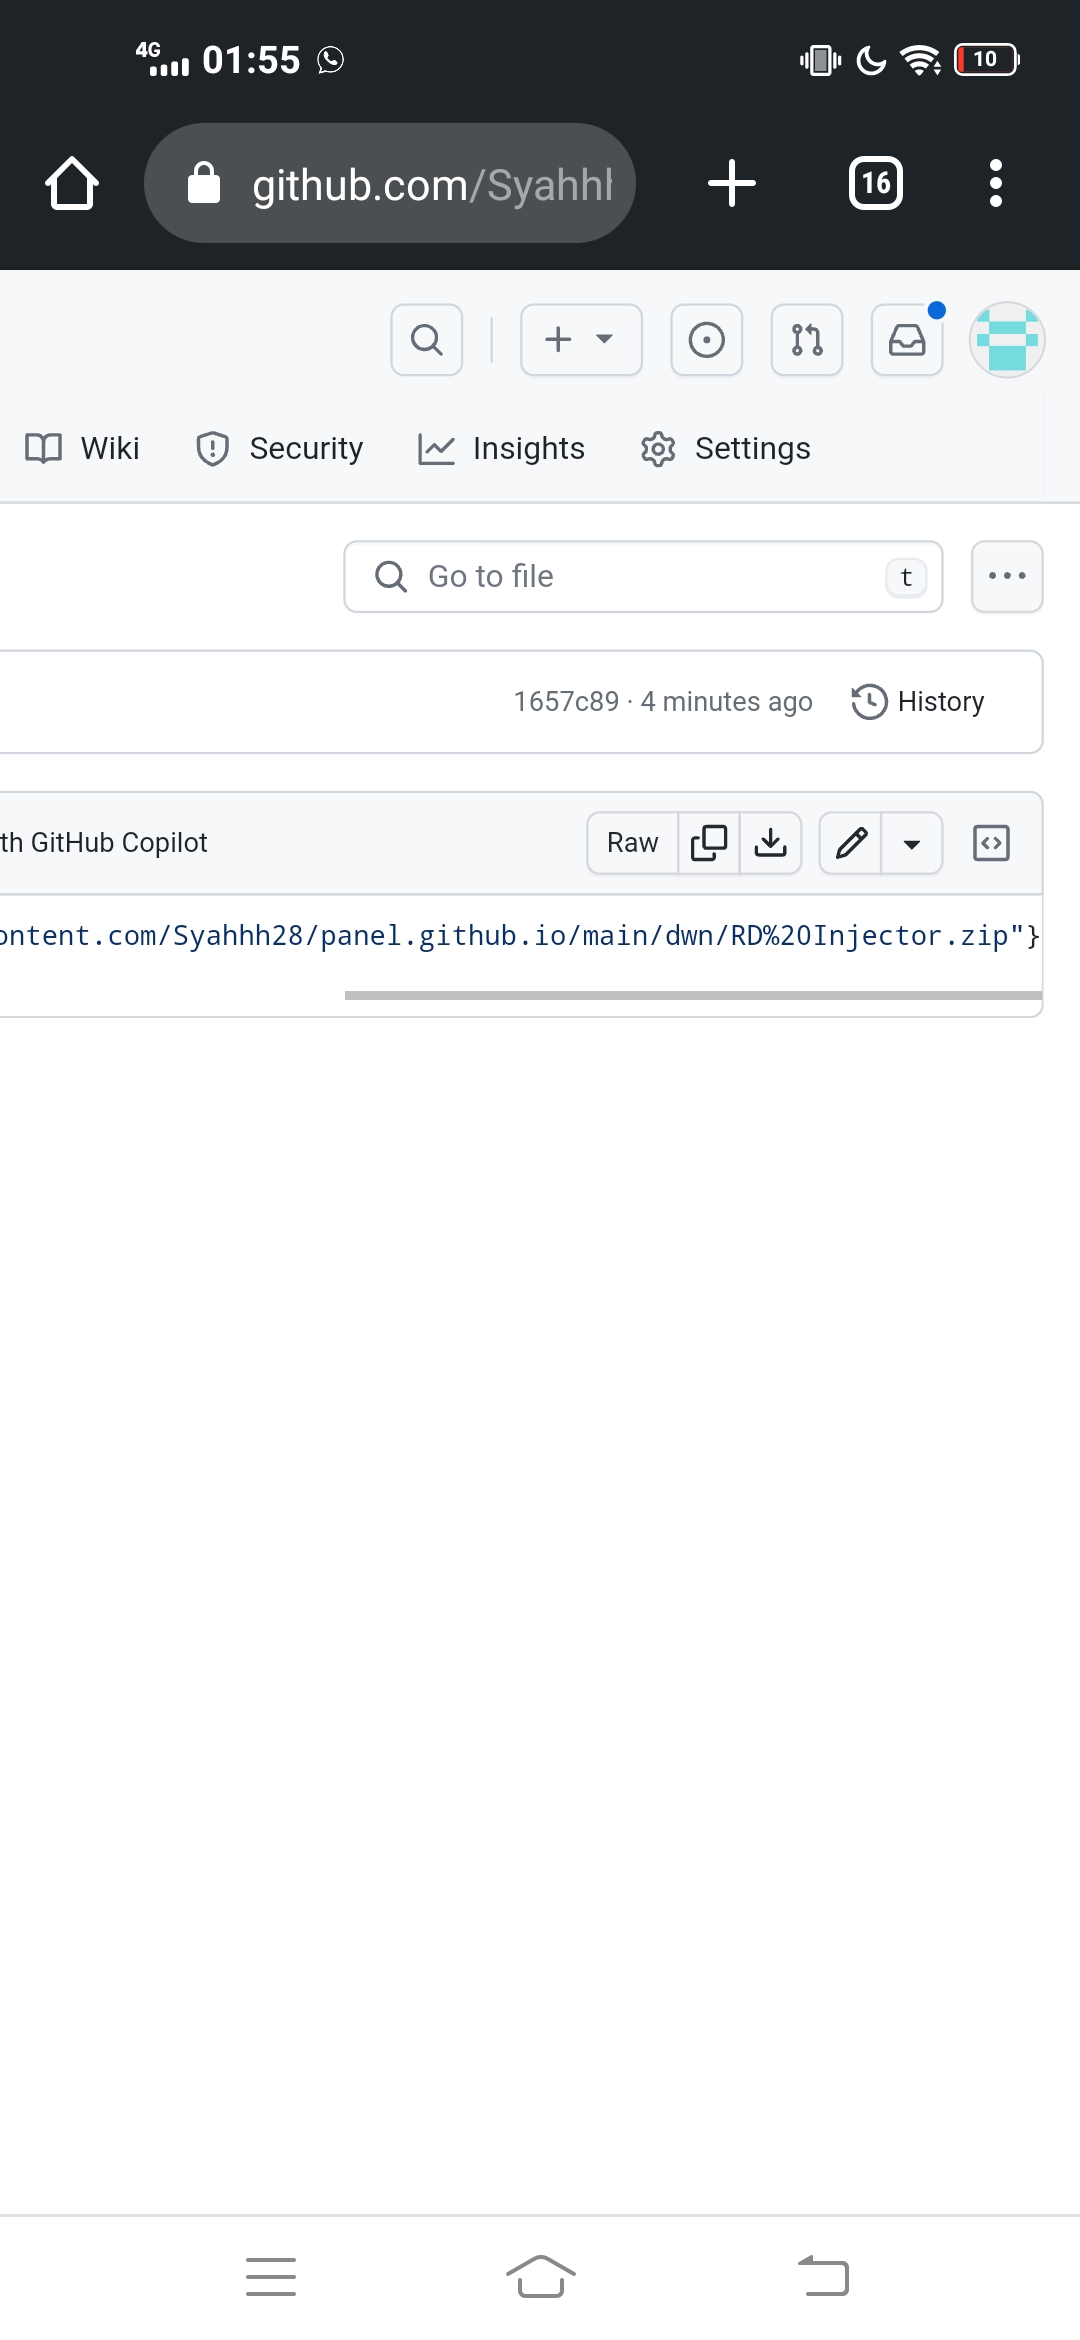 4G 01:55 10
github.com/Syahh 16
Wiki Security Insights Settings
Go to file t
1657c89 · 4 minutes ago History
th GitHub Copilot Raw
ontent.com/Syahhh28/panel.github.io/main/dwn/RD%20Injector.zip"}